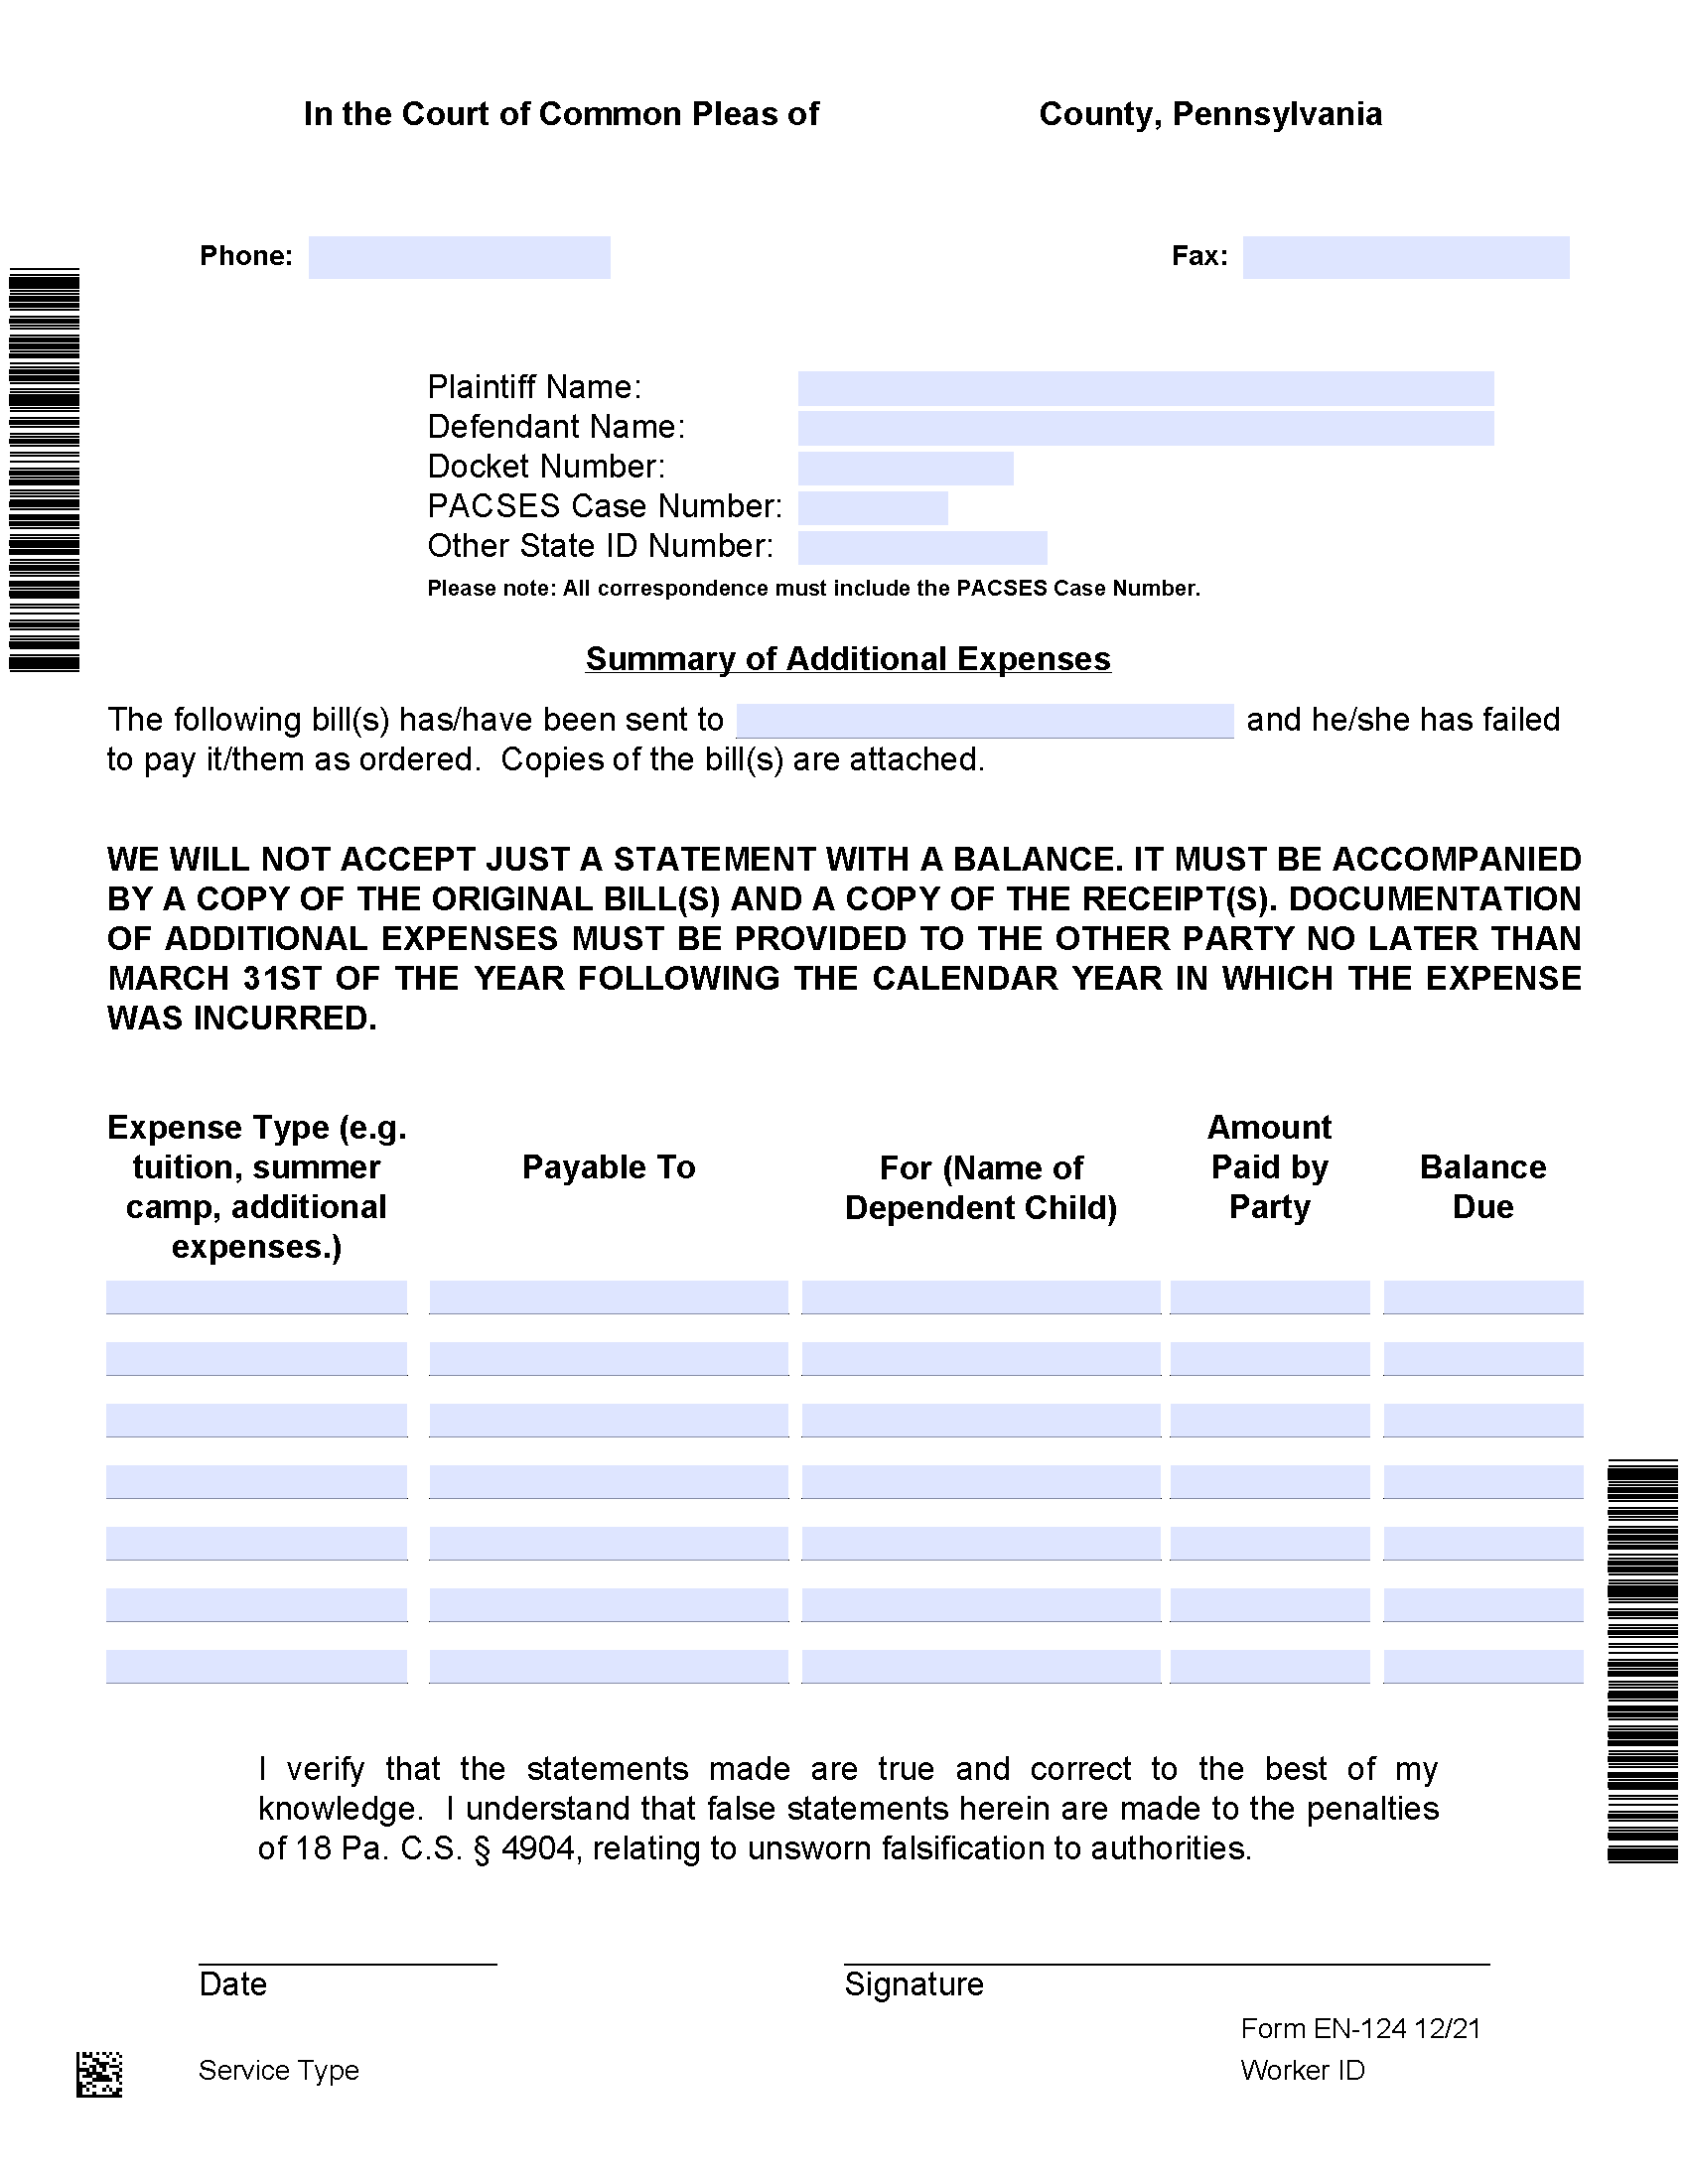 In the Court of Common Pleas of County, Pennsylvania
Phone: Fax:
Plaintiff Name:
Defendant Name:
Docket Number:
PACSES Case Number:
Other State ID Number:
Please note: All correspondence must include the PACSES Case Number.
Summary of Additional Expenses
The following bill(s) has/have been sent to and he/she has failed
to pay it/them as ordered. Copies of the bill(s) are attached.
WE WILL NOT ACCEPT JUST A STATEMENT WITH A BALANCE. IT MUST BE ACCOMPANIED
BY A COPY OF THE ORIGINAL BILL(S) AND A COPY OF THE RECEIPT(S). DOCUMENTATION
OF ADDITIONAL EXPENSES MUST BE PROVIDED TO THE OTHER PARTY NO LATER THAN
MARCH 31ST OF THE YEAR FOLLOWING THE CALENDAR YEAR IN WHICH THE EXPENSE
WAS INCURRED.
Expense Type (e.g.
tuition, summer
camp, additional
expenses.)
Payable To
For (Name of
Dependent Child)
Amount
Paid by
Party
Balance
Due
I verify that the statements made are true and correct to the best of my
knowledge. I understand that false statements herein are made to the penalties
of 18 Pa. C.S. § 4904, relating to unsworn falsification to authorities.
Date
Signature
Form EN-124 12/21
Service Type
Worker ID